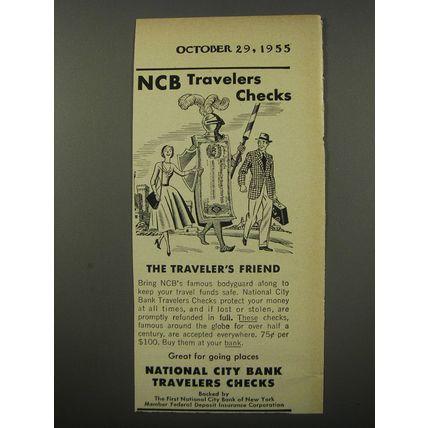 OCTOBER 29, 1955
NCB Travelers
Checks
THE TRAVELER'S FRIEND
Bring NCB's famous bodyguard along to
keep your travel funds safe. National City
Bank Travelers Checks protect your money
at all times, and if lost or stolen, are
promptly refunded in full. These checks,
famous around the globe for over half a
century, are accepted everywhere. 75¢ per
$100. Buy them at your bank.
Great for going places
NATIONAL CITY BANK
TRAVELERS CHECKS
Backed by
The First National City Bank of New York
Member Federal Deposit Insurance Corporation